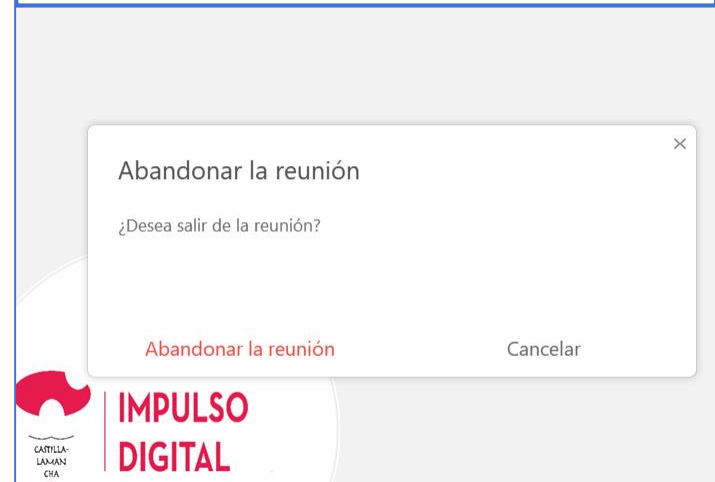 Abandonar la reunión
¿Desea salir de la reunión?
Abandonar la reunión
Cancelar
IMPULSO
DIGITAL
CASTILLA-
LAMAN
CHA